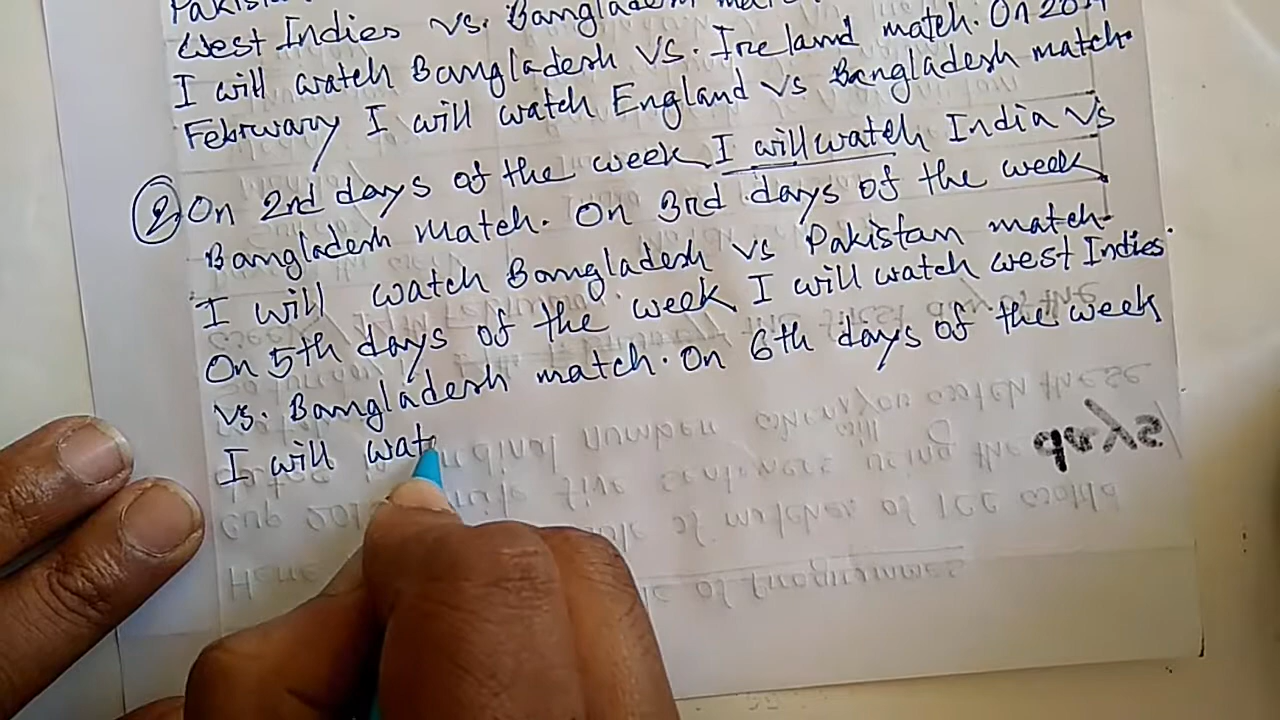 West Indies vs. Bangladesh
I will watch Bangladesh vs. Ireland match. On 20th
February I will watch England vs Bangladesh match.
② On 2nd days of the week I will watch India vs
Bangladesh match. On 3rd days of the week
I will watch Bangladesh vs Pakistan match.
On 5th days of the week I will watch west Indies
vs. Bangladesh match. On 6th days of the week
I will wat